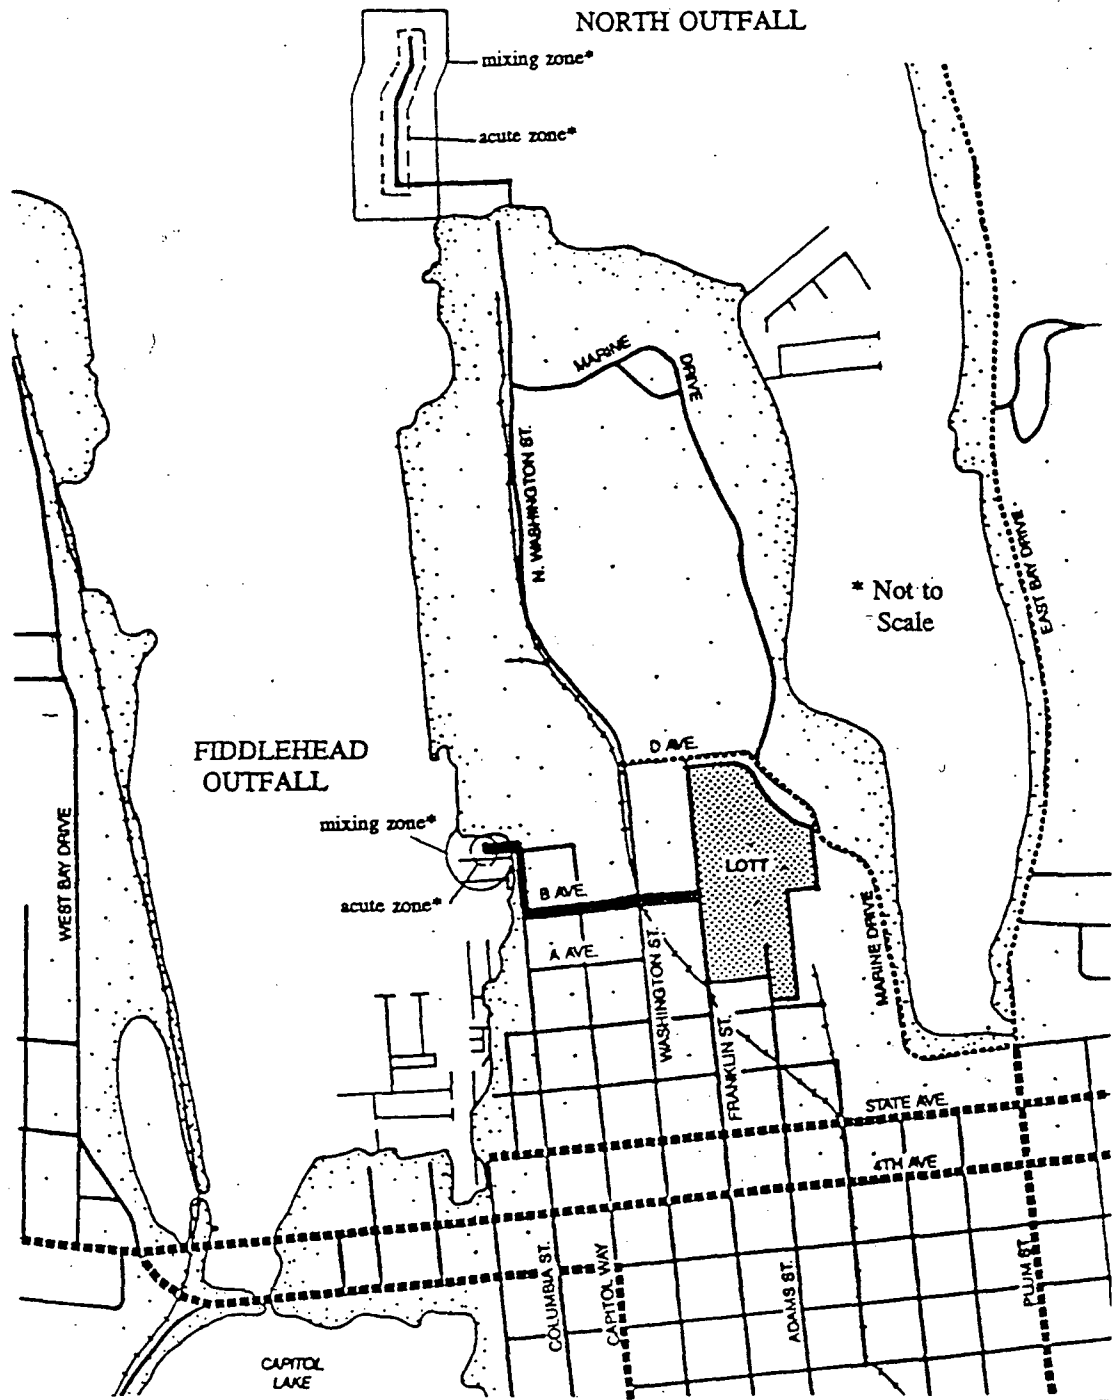 NORTH OUTFALL
mixing zone*
acute zone*
MARINE
DRIVE
N. WASHINGTON ST.
* Not to
Scale
EAST BAY DRIVE
FIDDLEHEAD
OUTFALL
D AVE.
mixing zone*
LOTT
WEST BAY DRIVE
B AVE.
acute zone*
A AVE.
MARINE DRIVE
WASHINGTON ST.
FRANKLIN ST.
STATE AVE.
4TH AVE
COLUMBIA ST.
CAPITOL WAY
ADAMS ST.
PLUM ST.
CAPITOL
LAKE